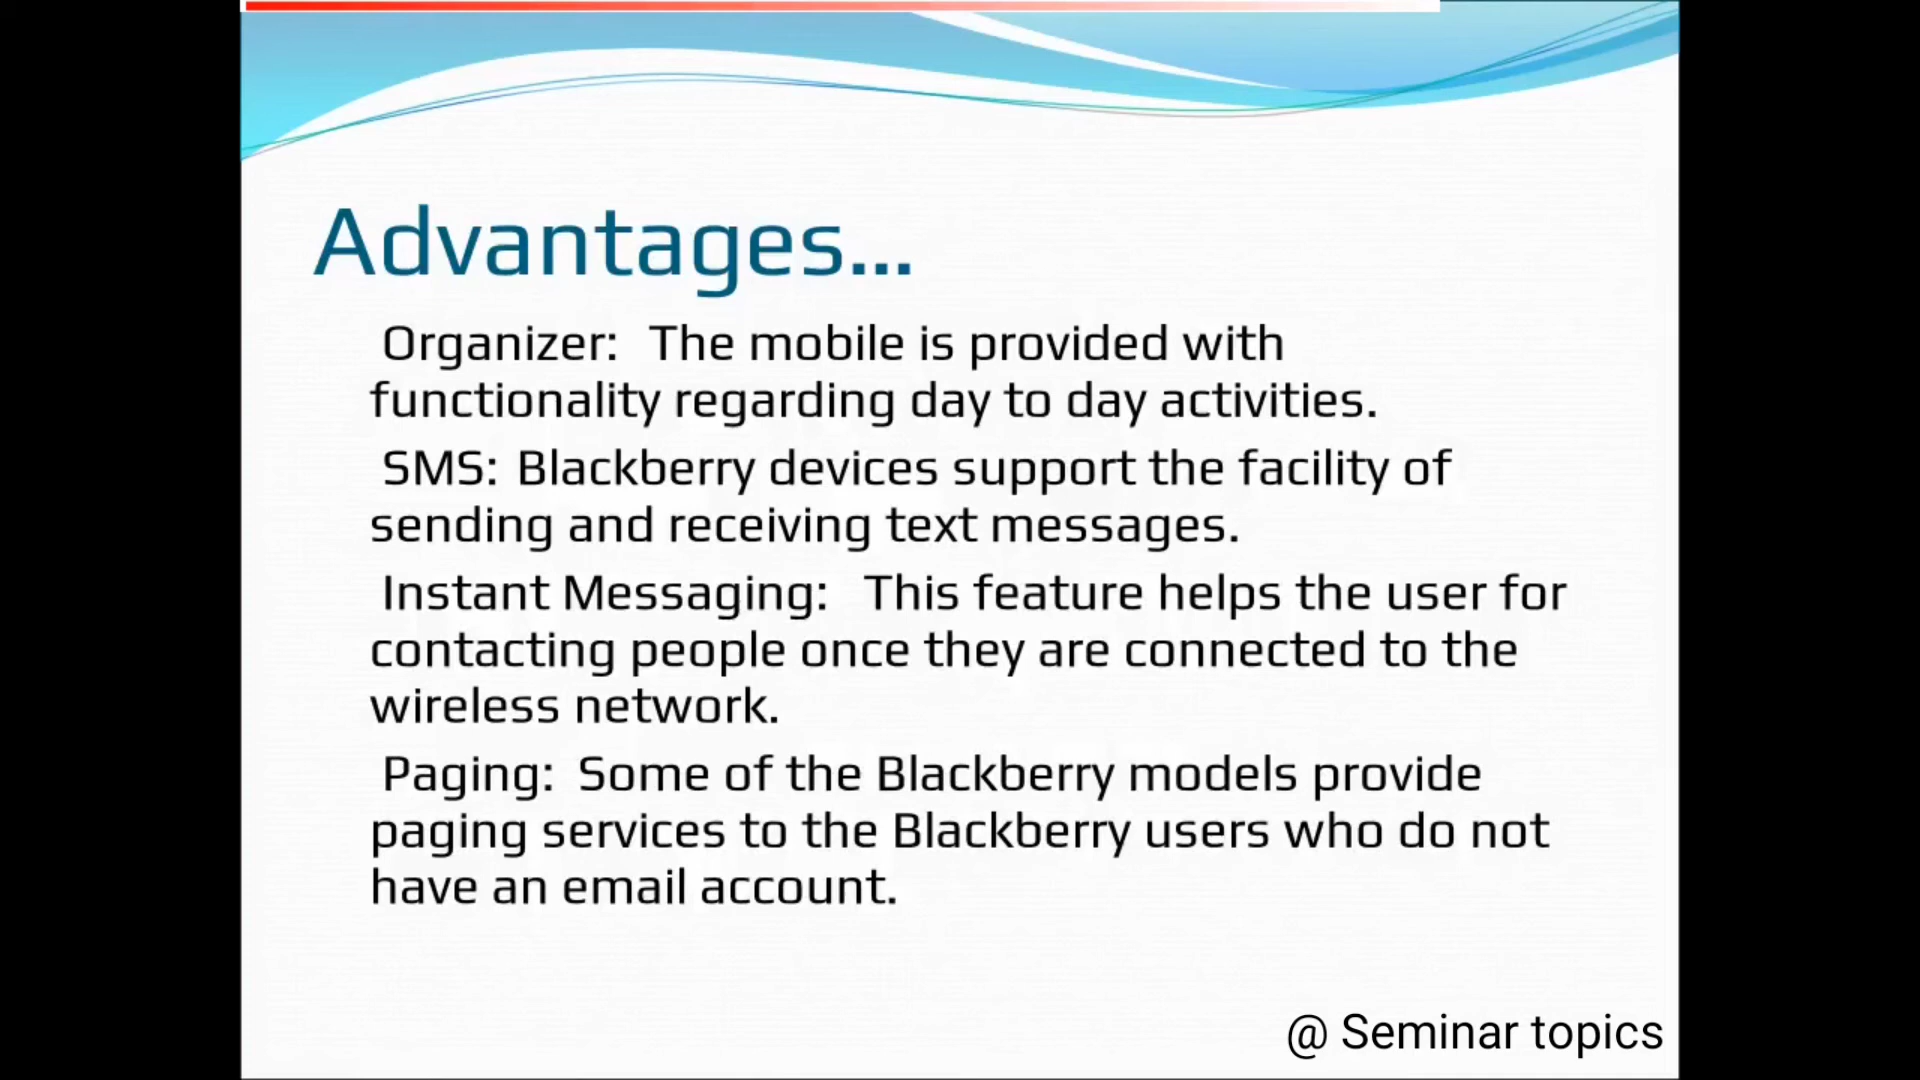 Advantages...
Organizer: The mobile is provided with
functionality regarding day to day activities.
SMS: Blackberry devices support the facility of
sending and receiving text messages.
Instant Messaging: This feature helps the user for
contacting people once they are connected to the
wireless network.
Paging: Some of the Blackberry models provide
paging services to the Blackberry users who do not
have an email account.
@ Seminar topics